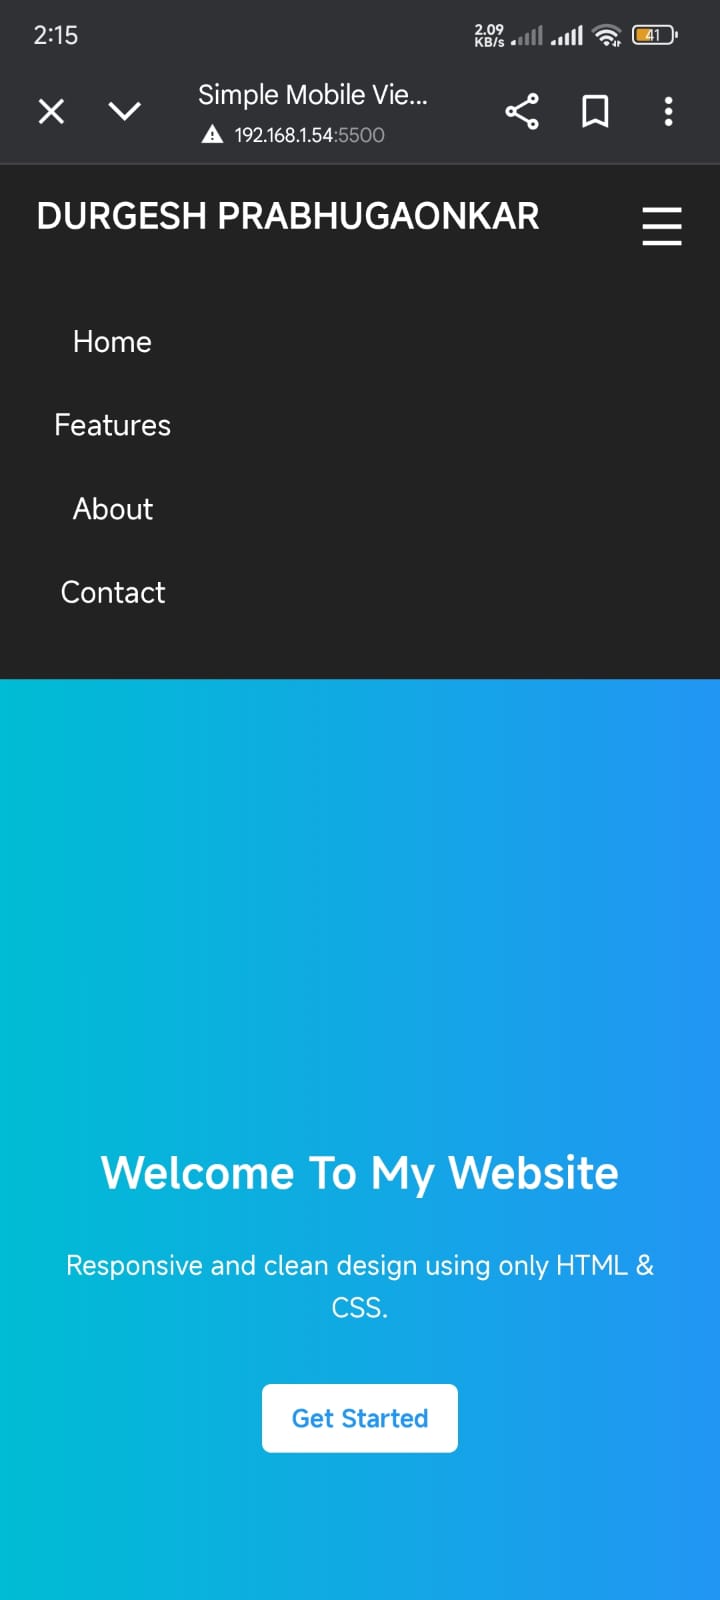 2:15
2.09
KB/s
41
Simple Mobile Vie...
192.168.1.54:5500
DURGESH PRABHUGAONKAR
Home
Features
About
Contact
Welcome To My Website
Responsive and clean design using only HTML &
CSS.
Get Started